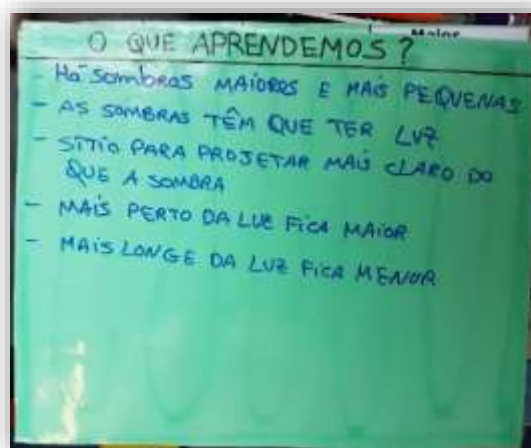 O QUE APRENDEMOS?
- Há SOMBRAS MAIORES E MAIS PEQUENAS
- AS SOMBRAS TÊM QUE TER LUZ
- SÍTIO PARA PROJETAR MAIS CLARO DO
QUE A SOMBRA
- MAIS PERTO DA LUZ FICA MAIOR
- MAIS LONGE DA LUZ FICA MENOR